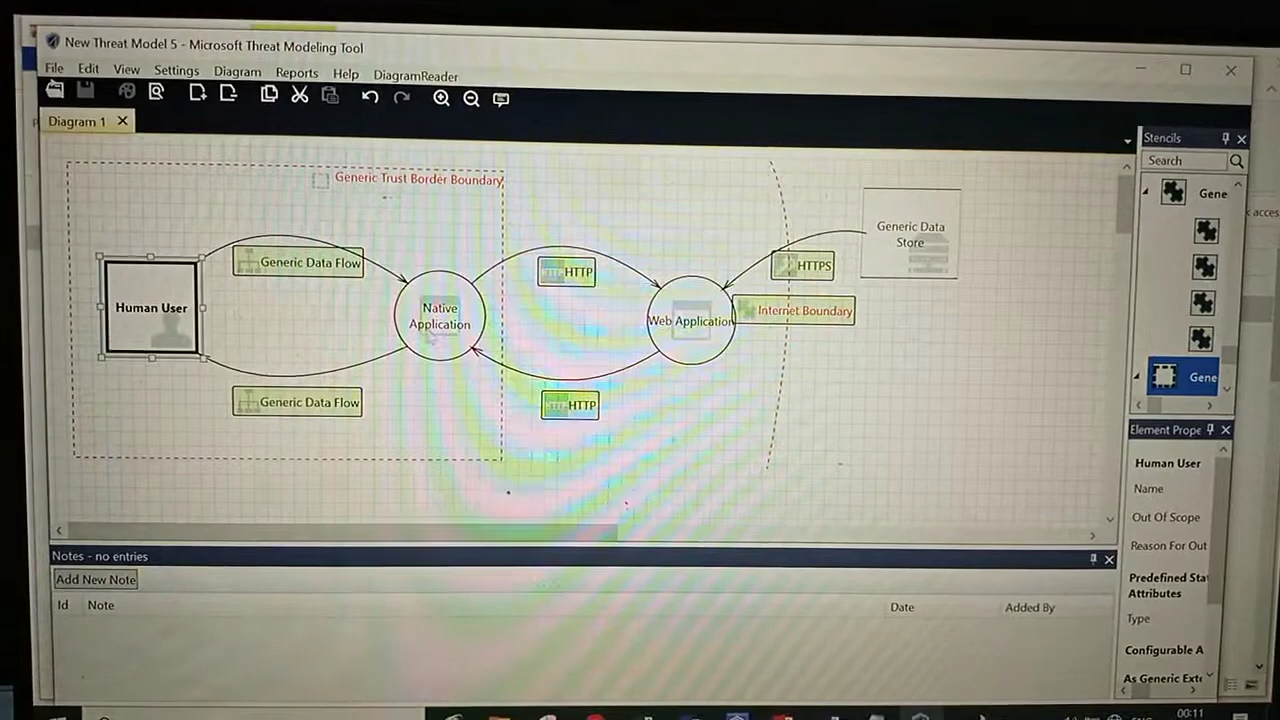 New Threat Model 5 - Microsoft Threat Modeling Tool
File Edit View Settings Diagram Reports Help DiagramReader
Diagram 1
Stencils
Search
Gene
Generic Trust Border Boundary
Generic Data Flow
HTTP
HTTPS
Generic Data
Store
Human User
Native
Application
Web Application
Internet Boundary
Generic Data Flow
HTTP
Gene
Element Prope
Human User
Name
Out Of Scope
Reason For Out
Predefined Sta
Attributes
Type
Configurable A
As Generic Exte
Notes - no entries
Add New Note
Id Note Date Added By
00:11